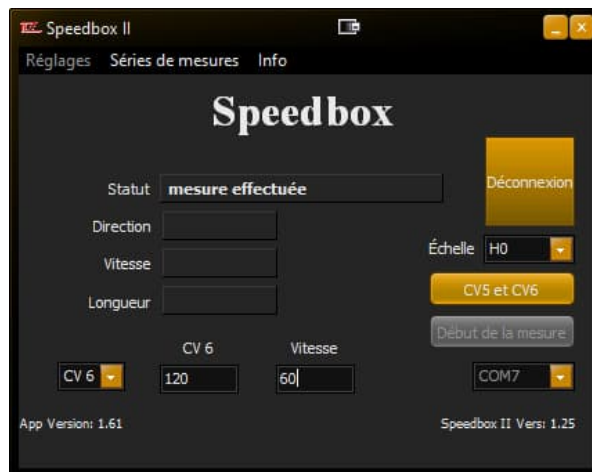 Speedbox II
Réglages Séries de mesures Info
Speedbox
Déconnexion
Statut mesure effectuée
Direction
Échelle H0
Vitesse
CV5 et CV6
Longueur
Début de la mesure
CV 6 Vitesse
CV 6 120 60 COM7
App Version: 1.61 Speedbox II Vers: 1.25